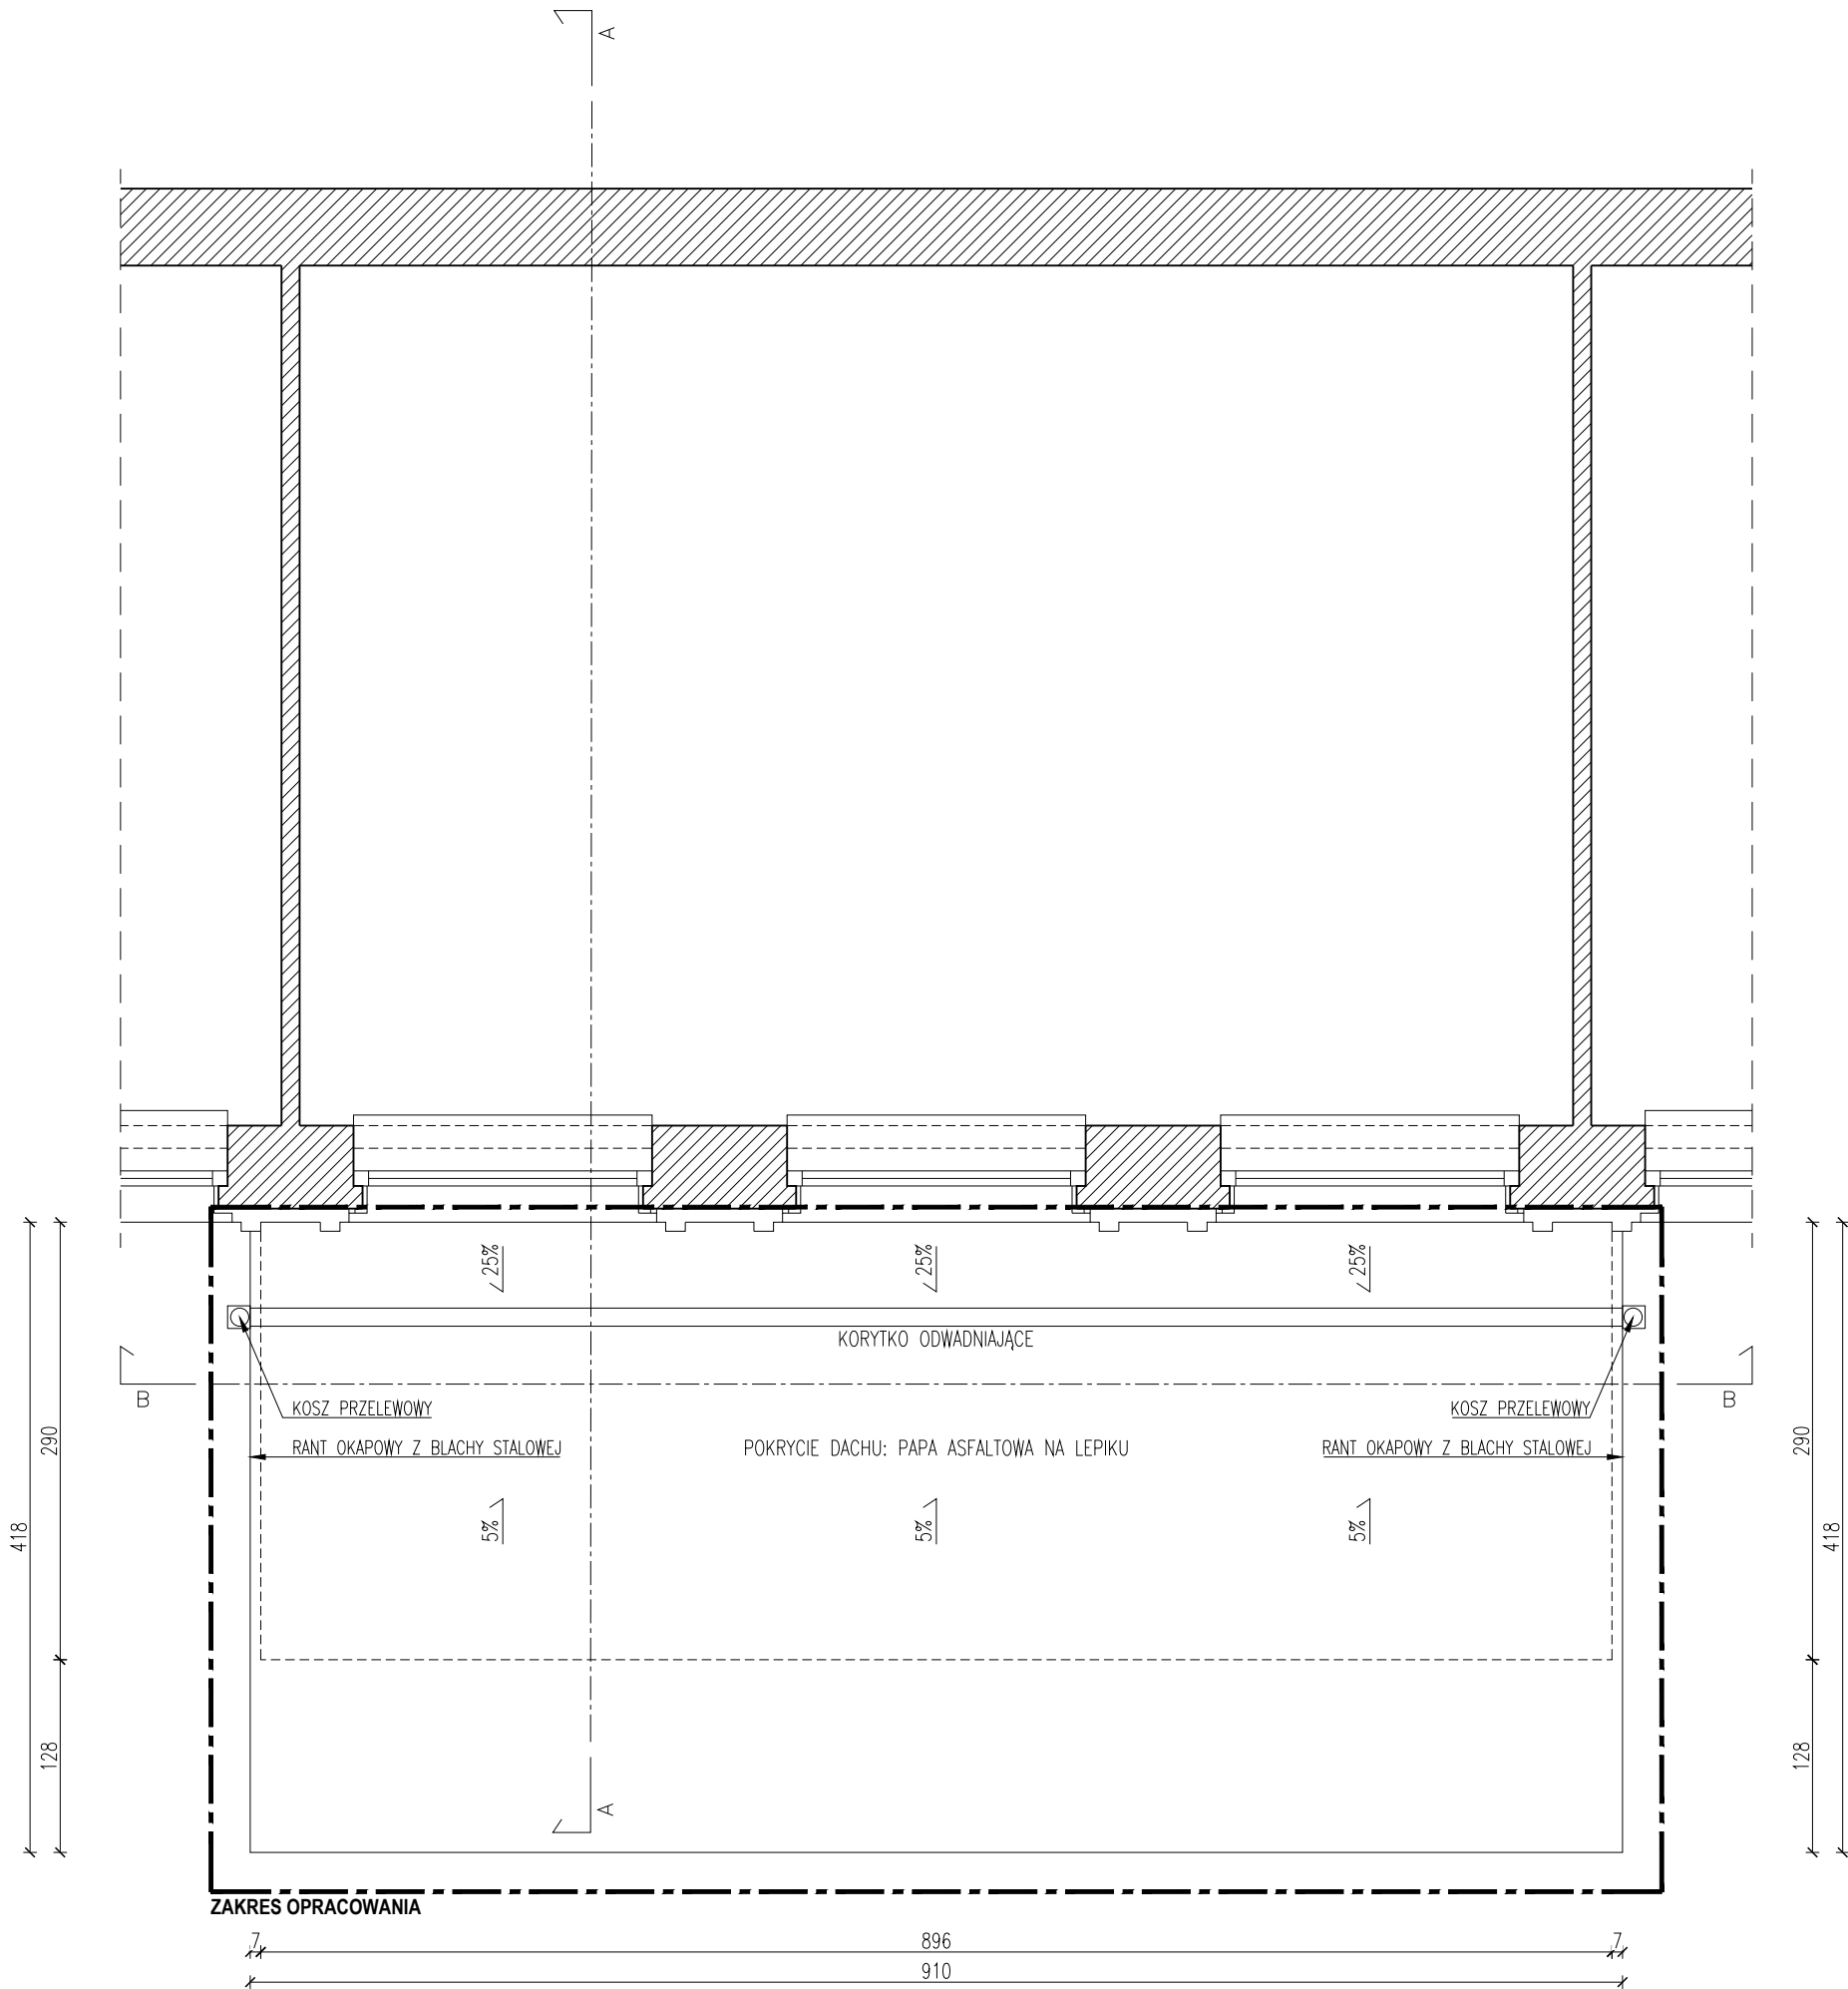 A
25%
25%
25%
KORYTKO ODWADNIAJĄCE
B
B
KOSZ PRZELEWOWY
KOSZ PRZELEWOWY
RANT OKAPOWY Z BLACHY STALOWEJ
POKRYCIE DACHU: PAPA ASFALTOWA NA LEPIKU
RANT OKAPOWY Z BLACHY STALOWEJ
290
290
418
418
5%
5%
5%
128
128
A
ZAKRES OPRACOWANIA
7
896
7
910